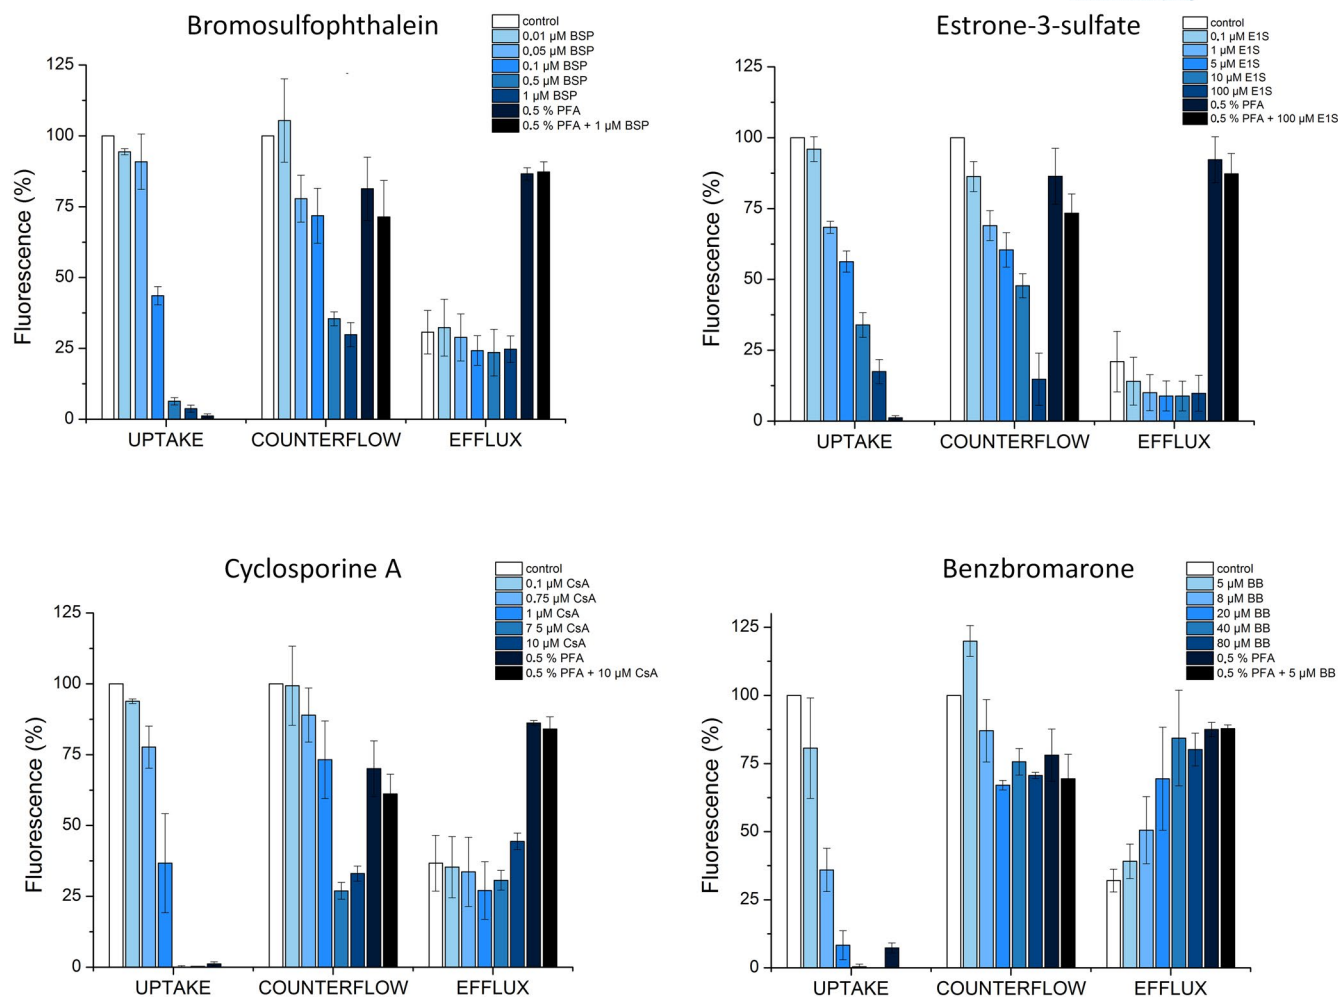 Bromosulfophthalein
control
0.01 µM BSP
0.05 µM BSP
0.1 µM BSP
0.5 µM BSP
1 µM BSP
0.5 % PFA
0.5 % PFA + 1 µM BSP
Fluorescence (%)
125
100
75
50
25
0
UPTAKE COUNTERFLOW EFFLUX
Estrone-3-sulfate
control
0.1 µM E1S
1 µM E1S
5 µM E1S
10 µM E1S
100 µM E1S
0.5 % PFA
0.5 % PFA + 100 µM E1S
Fluorescence (%)
125
100
75
50
25
0
UPTAKE COUNTERFLOW EFFLUX
Cyclosporine A
control
0.1 µM CsA
0.75 µM CsA
1 µM CsA
7 5 µM CsA
10 µM CsA
0.5 % PFA
0.5 % PFA + 10 µM CsA
Fluorescence (%)
125
100
75
50
25
0
UPTAKE COUNTERFLOW EFFLUX
Benzbromarone
control
5 µM BB
8 µM BB
20 µM BB
40 µM BB
80 µM BB
0.5 % PFA
0.5 % PFA + 5 µM BB
Fluorescence (%)
125
100
75
50
25
0
UPTAKE COUNTERFLOW EFFLUX